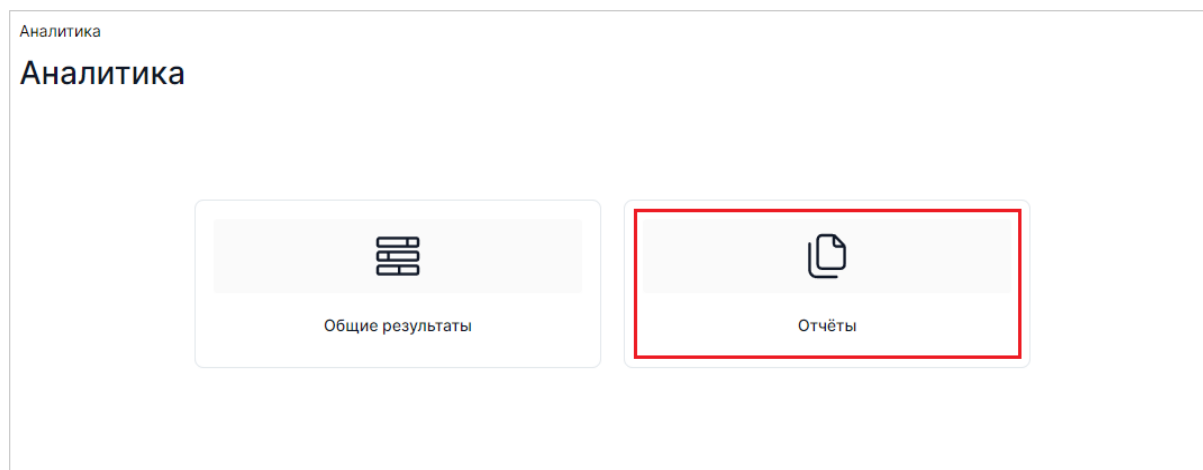 Аналитика
Аналитика
Общие результаты
Отчёты